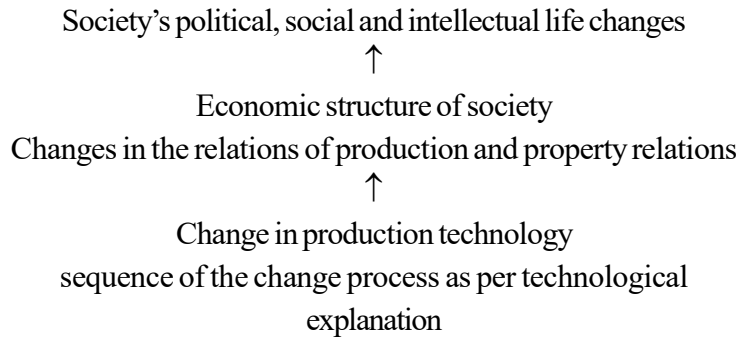 Society’s political, social and intellectual life changes
↑
Economic structure of society
Changes in the relations of production and property relations
↑
Change in production technology
sequence of the change process as per technological
explanation